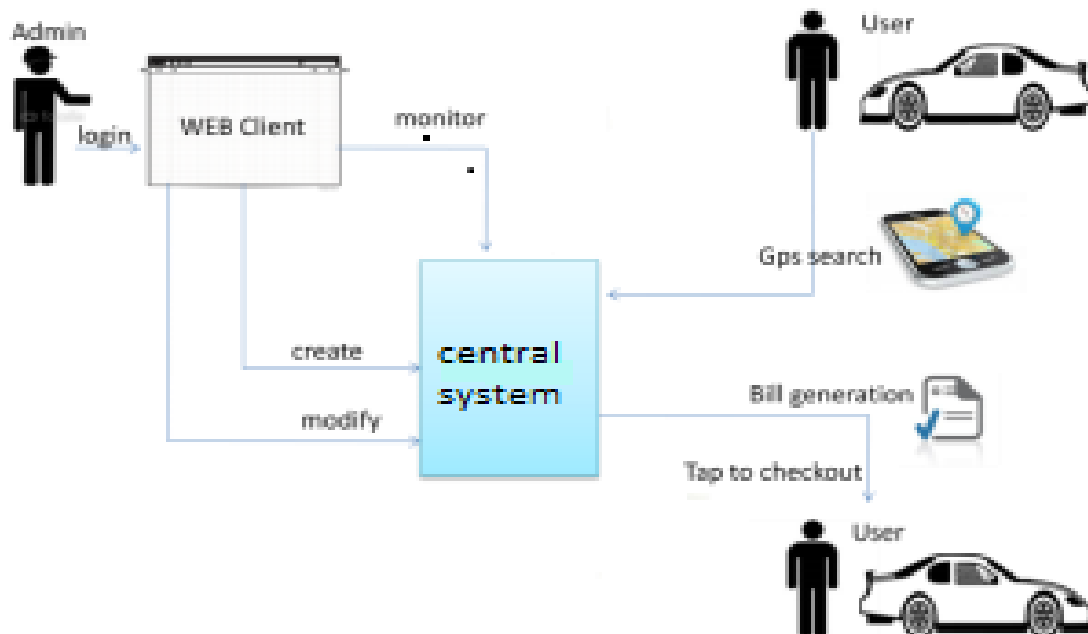 Admin
User
WEB Client
monitor
login
Gps search
create
central
system
modify
Bill generation
Tap to checkout
User